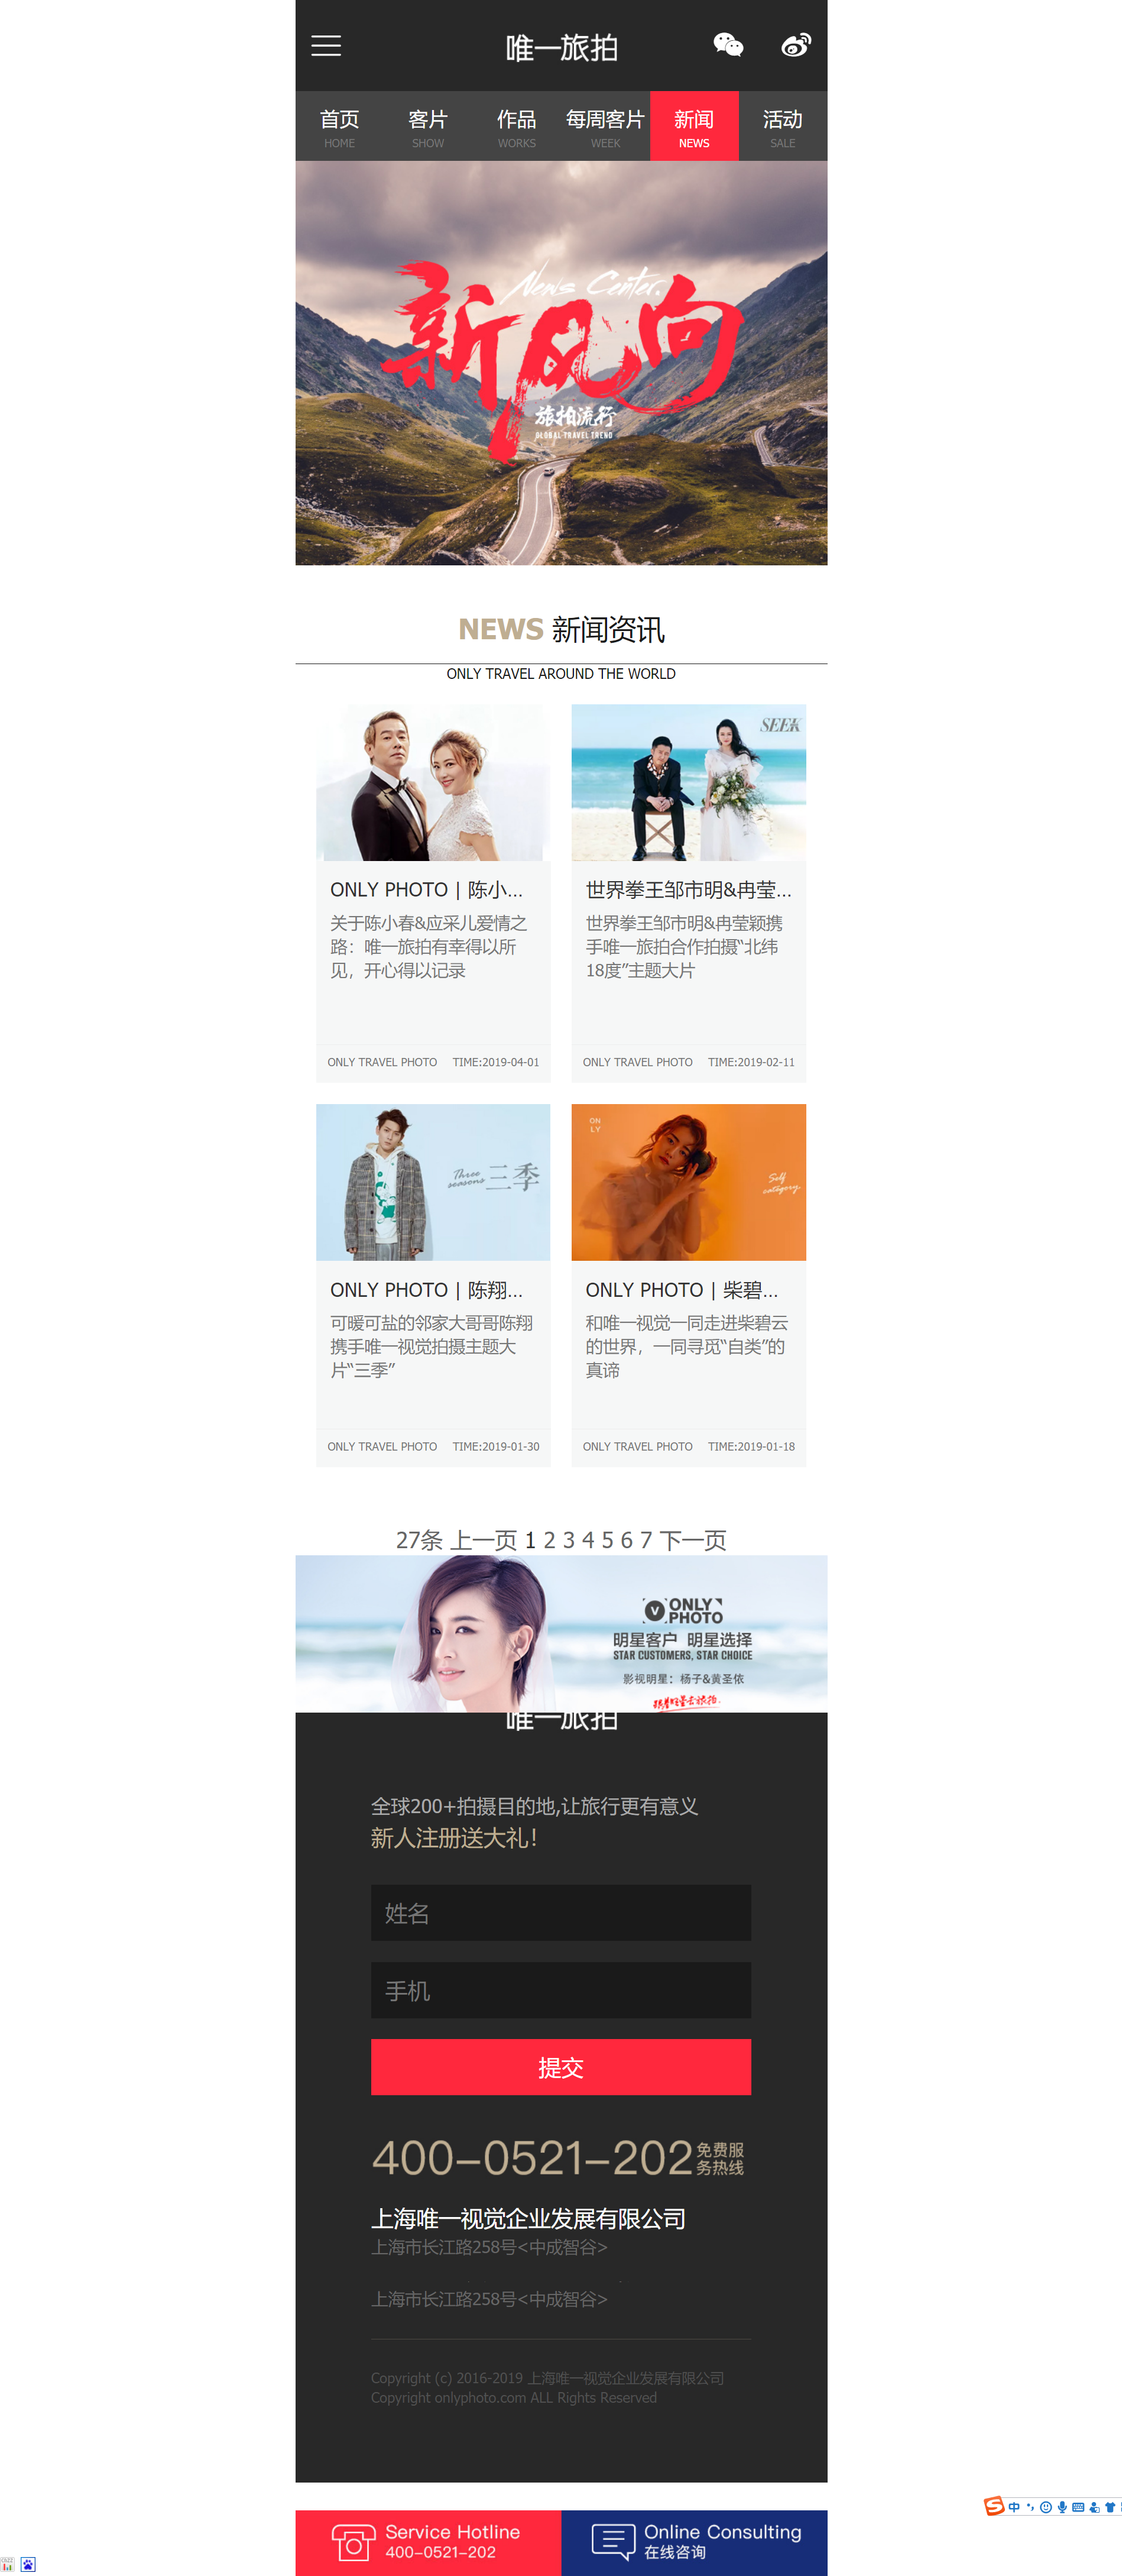 唯一旅拍
首页 客片 作品 每周客片 新闻 活动
HOME SHOW WORKS WEEK NEWS SALE
News Center.
新风向
旅拍流行
GLOBAL TRAVEL TREND
NEWS 新闻资讯
ONLY TRAVEL AROUND THE WORLD
ONLY PHOTO | 陈小...
关于陈小春&应采儿爱情之
路：唯一旅拍有幸得以所
见，开心得以记录
ONLY TRAVEL PHOTO TIME:2019-04-01
SEEK
世界拳王邹市明&冉莹...
世界拳王邹市明&冉莹颖携
手唯一旅拍合作拍摄“北纬
18度”主题大片
ONLY TRAVEL PHOTO TIME:2019-02-11
Three
seasons 三季
ONLY PHOTO | 陈翔...
可暖可盐的邻家大哥哥陈翔
携手唯一视觉拍摄主题大
片“三季”
ONLY TRAVEL PHOTO TIME:2019-01-30
ON
LY
Self
category.
ONLY PHOTO | 柴碧...
和唯一视觉一同走进柴碧云
的世界，一同寻觅“自类”的
真谛
ONLY TRAVEL PHOTO TIME:2019-01-18
27条 上一页 1 2 3 4 5 6 7 下一页
V ONLY
PHOTO
明星客户 明星选择
STAR CUSTOMERS, STAR CHOICE
影视明星：杨子&黄圣依
唯一旅拍
全球200+拍摄目的地,让旅行更有意义
新人注册送大礼！
姓名
手机
提交
400-0521-202 免费服
务热线
上海唯一视觉企业发展有限公司
上海市长江路258号<中成智谷>
上海市长江路258号<中成智谷>
Copyright (c) 2016-2019 上海唯一视觉企业发展有限公司
Copyright onlyphoto.com ALL Rights Reserved
中
Service Hotline
400-0521-202
Online Consulting
在线咨询